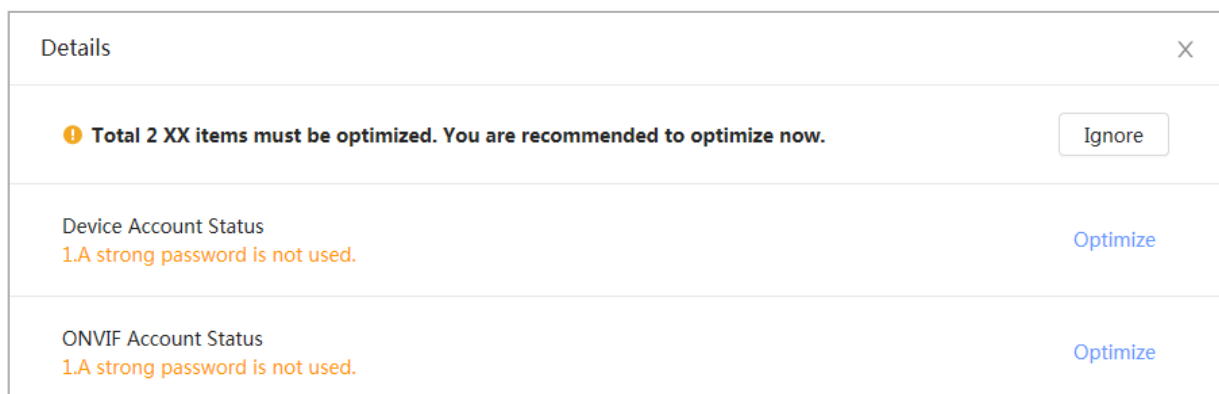 Details
Total 2 XX items must be optimized. You are recommended to optimize now.
Ignore
Device Account Status
1.A strong password is not used.
Optimize
ONVIF Account Status
1.A strong password is not used.
Optimize